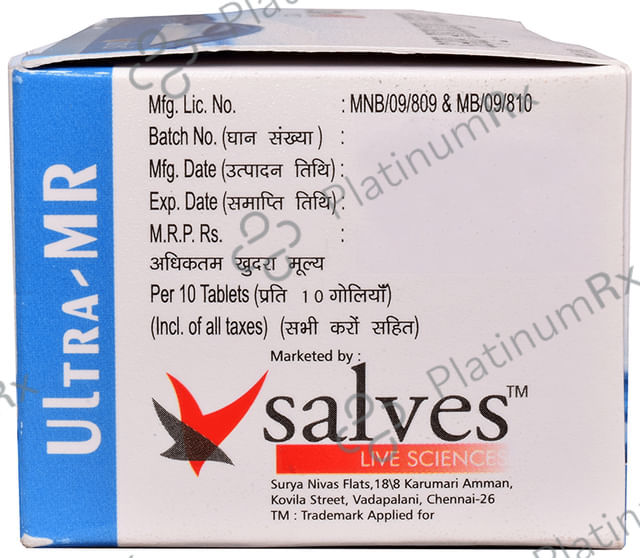 Mfg. Lic. No. : MNB/09/809 & MB/09/810
Batch No. (घान संख्या) :
Mfg. Date (उत्पादन तिथि) :
Exp. Date (समाप्ति तिथि) :
M.R.P. Rs. :
अधिकतम खुदरा मूल्य
Per 10 Tablets (प्रति 10 गोलियाँ)
(Incl. of all taxes) (सभी करों सहित)
Marketed by :
salves™
LIVE SCIENCES
Surya Nivas Flats,18\8 Karumari Amman,
Kovila Street, Vadapalani, Chennai-26
TM : Trademark Applied for
ULTRA-MR
PlatinumRx
PlatinumRx
PlatinumRx